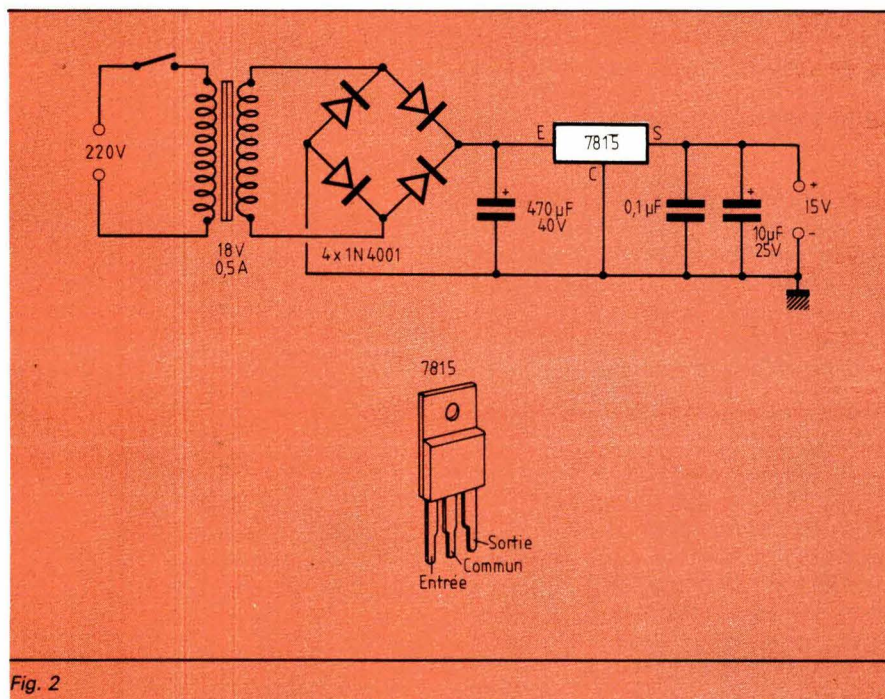 220V
18V
0,5A
4x1N4001
E
7815
S
C
+
470µF
40V
0,1µF
+
10µF
25V
+
15V
-
7815
Sortie
Commun
Entrée
Fig. 2